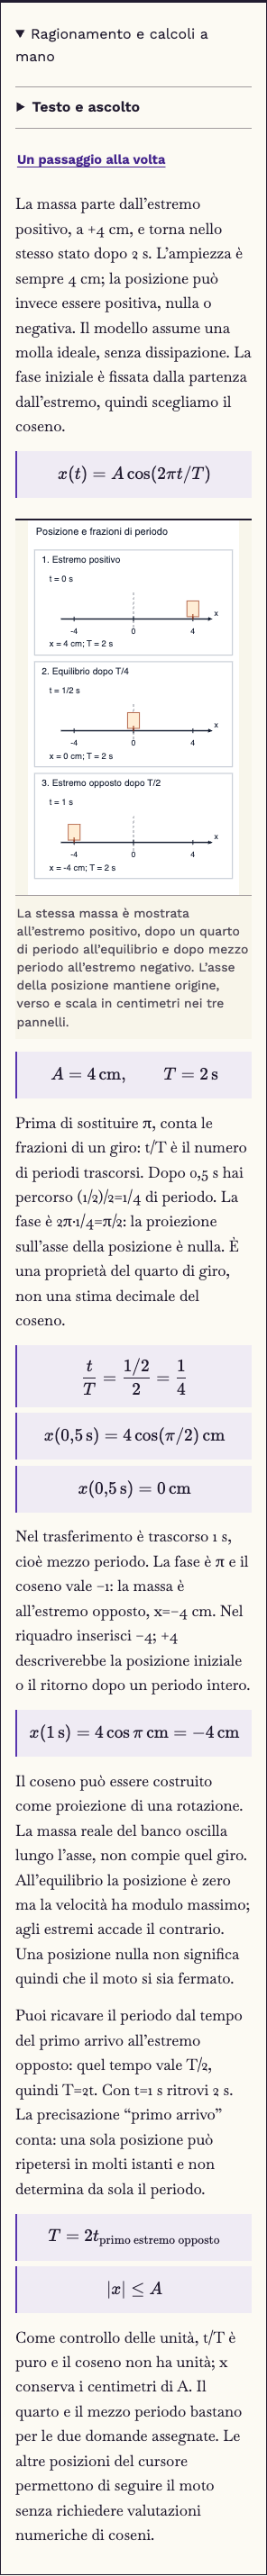 ▼ Ragionamento e calcoli a
mano
▶ Testo e ascolto
Un passaggio alla volta
La massa parte dall’estremo
positivo, a +4 cm, e torna nello
stesso stato dopo 2 s. L’ampiezza è
sempre 4 cm; la posizione può
invece essere positiva, nulla o
negativa. Il modello assume una
molla ideale, senza dissipazione. La
fase iniziale è fissata dalla partenza
dall’estremo, quindi scegliamo il
coseno.
x(t) = A cos(2πt/T)
Posizione e frazioni di periodo
1. Estremo positivo
t = 0 s
x
-4 0 4
x = 4 cm; T = 2 s
2. Equilibrio dopo T/4
t = 1/2 s
x
-4 0 4
x = 0 cm; T = 2 s
3. Estremo opposto dopo T/2
t = 1 s
x
-4 0 4
x = -4 cm; T = 2 s
La stessa massa è mostrata
all’estremo positivo, dopo un quarto
di periodo all’equilibrio e dopo mezzo
periodo all’estremo negativo. L’asse
della posizione mantiene origine,
verso e scala in centimetri nei tre
pannelli.
A = 4 cm, T = 2 s
Prima di sostituire π, conta le
frazioni di un giro: t/T è il numero
di periodi trascorsi. Dopo 0,5 s hai
percorso (1/2)/2=1/4 di periodo. La
fase è 2π·1/4=π/2: la proiezione
sull’asse della posizione è nulla. È
una proprietà del quarto di giro,
non una stima decimale del
coseno.
t/T = (1/2)/2 = 1/4
x(0,5 s) = 4 cos(π/2) cm
x(0,5 s) = 0 cm
Nel trasferimento è trascorso 1 s,
cioè mezzo periodo. La fase è π e il
coseno vale −1: la massa è
all’estremo opposto, x=−4 cm. Nel
riquadro inserisci −4; +4
descriverebbe la posizione iniziale
o il ritorno dopo un periodo intero.
x(1 s) = 4 cos π cm = −4 cm
Il coseno può essere costruito
come proiezione di una rotazione.
La massa reale del banco oscilla
lungo l’asse, non compie quel giro.
All’equilibrio la posizione è zero
ma la velocità ha modulo massimo;
agli estremi accade il contrario.
Una posizione nulla non significa
quindi che il moto si sia fermato.
Puoi ricavare il periodo dal tempo
del primo arrivo all’estremo
opposto: quel tempo vale T/2,
quindi T=2t. Con t=1 s ritrovi 2 s.
La precisazione “primo arrivo”
conta: una sola posizione può
ripetersi in molti istanti e non
determina da sola il periodo.
T = 2t primo estremo opposto
|x| ≤ A
Come controllo delle unità, t/T è
puro e il coseno non ha unità; x
conserva i centimetri di A. Il
quarto e il mezzo periodo bastano
per le due domande assegnate. Le
altre posizioni del cursore
permettono di seguire il moto
senza richiedere valutazioni
numeriche di coseni.